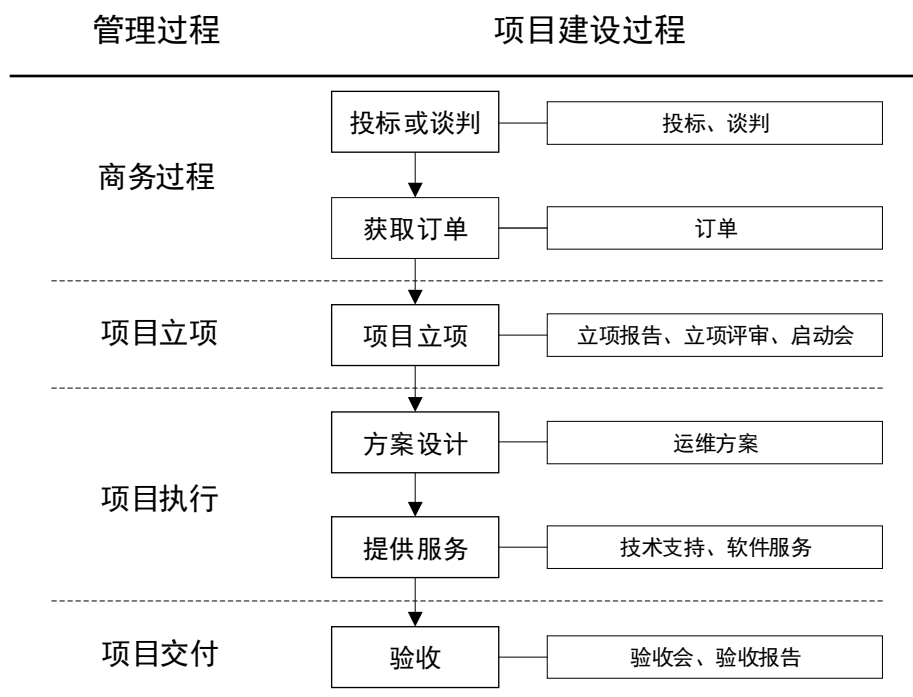 管理过程 项目建设过程
投标或谈判 投标、谈判
商务过程
获取订单 订单
项目立项 项目立项 立项报告、立项评审、启动会
方案设计 运维方案
项目执行
提供服务 技术支持、软件服务
项目交付 验收 验收会、验收报告